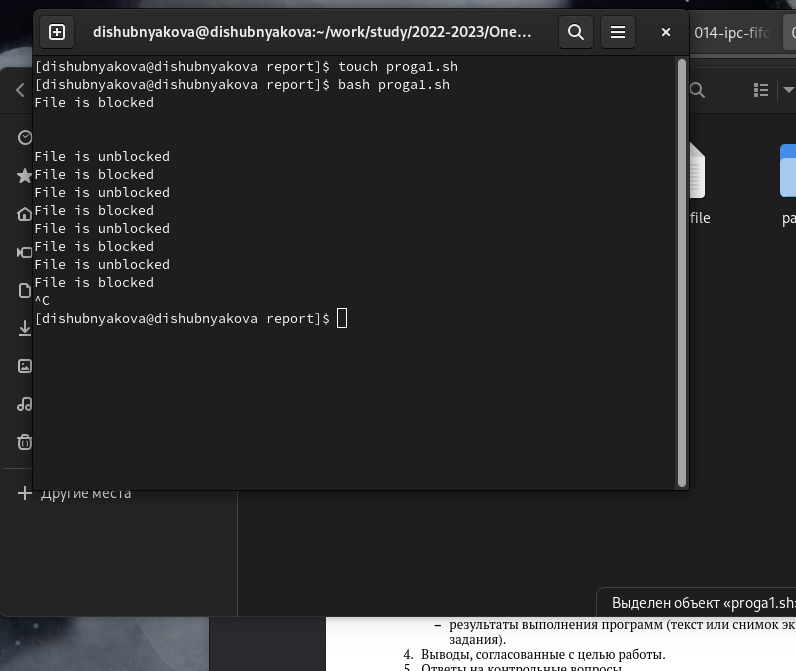 dishubnyakova@dishubnyakova:~/work/study/2022-2023/Опе...
014-ipc-fifo
[dishubnyakova@dishubnyakova report]$ touch proga1.sh
[dishubnyakova@dishubnyakova report]$ bash proga1.sh
File is blocked
File is unblocked
File is blocked
File is unblocked
File is blocked
File is unblocked
File is blocked
File is unblocked
File is blocked
^C
[dishubnyakova@dishubnyakova report]$
file
pa
Другие места
Выделен объект «proga1.sh»
– результаты выполнения программ (текст или снимок эк
задания).
4. Выводы, согласованные с целью работы.
5. Ответы на контрольные вопросы.